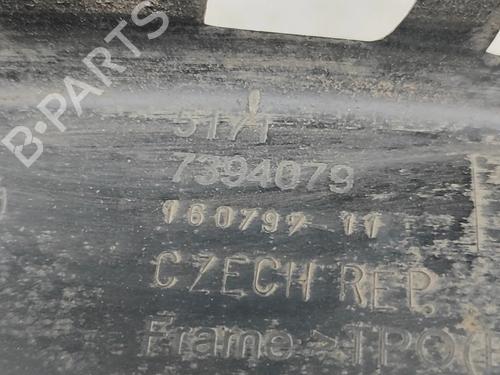 B-PARTS
5171
7394079
160797-11
CZECH REP.
Frame >TPO(